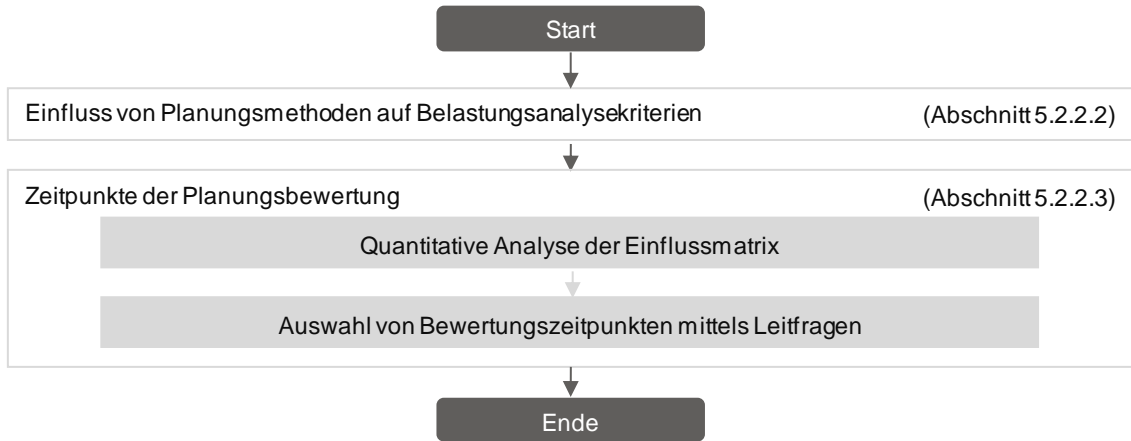 Start
Einfluss von Planungsmethoden auf Belastungsanalysekriterien (Abschnitt 5.2.2.2)
Zeitpunkte der Planungsbewertung (Abschnitt 5.2.2.3)
Quantitative Analyse der Einflussmatrix
Auswahl von Bewertungszeitpunkten mittels Leitfragen
Ende